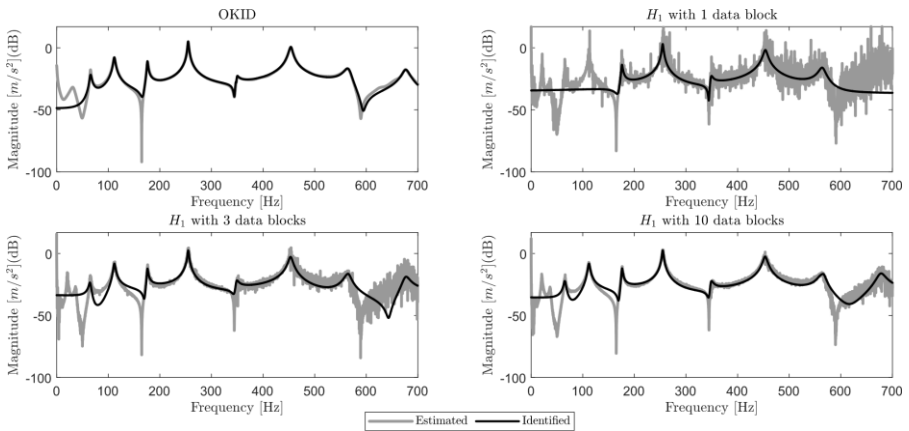 OKID
Magnitude [m/s²](dB)
0
-50
-100
0 100 200 300 400 500 600 700
Frequency [Hz]
H₁ with 1 data block
Magnitude [m/s²](dB)
0
-50
-100
0 100 200 300 400 500 600 700
Frequency [Hz]
H₁ with 3 data blocks
Magnitude [m/s²](dB)
0
-50
-100
0 100 200 300 400 500 600 700
Frequency [Hz]
H₁ with 10 data blocks
Magnitude [m/s²](dB)
0
-50
-100
0 100 200 300 400 500 600 700
Frequency [Hz]
Estimated Identified